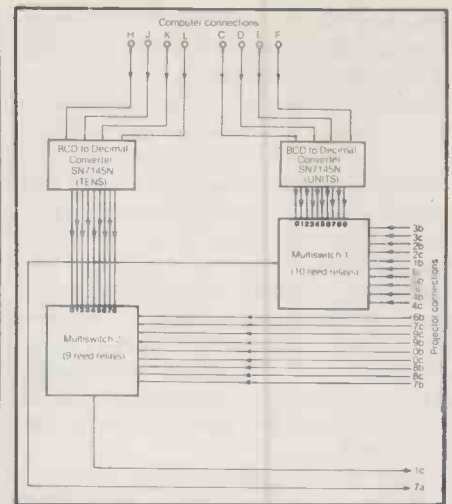 Computer connections
H J K L C D E F
BCD to Decimal
Converter
SN7145N
(TENS)
BCD to Decimal
Converter
SN7145N
(UNITS)
0123456789
Multiswitch 1
(10 reed relays)
3b
3c
2b
2c
1b
4b
4c
Projector connections
012345678
Multiswitch 2
(9 reed relays)
6b
7c
9c
9b
0b
0c
8b
8c
7b
1c
7a